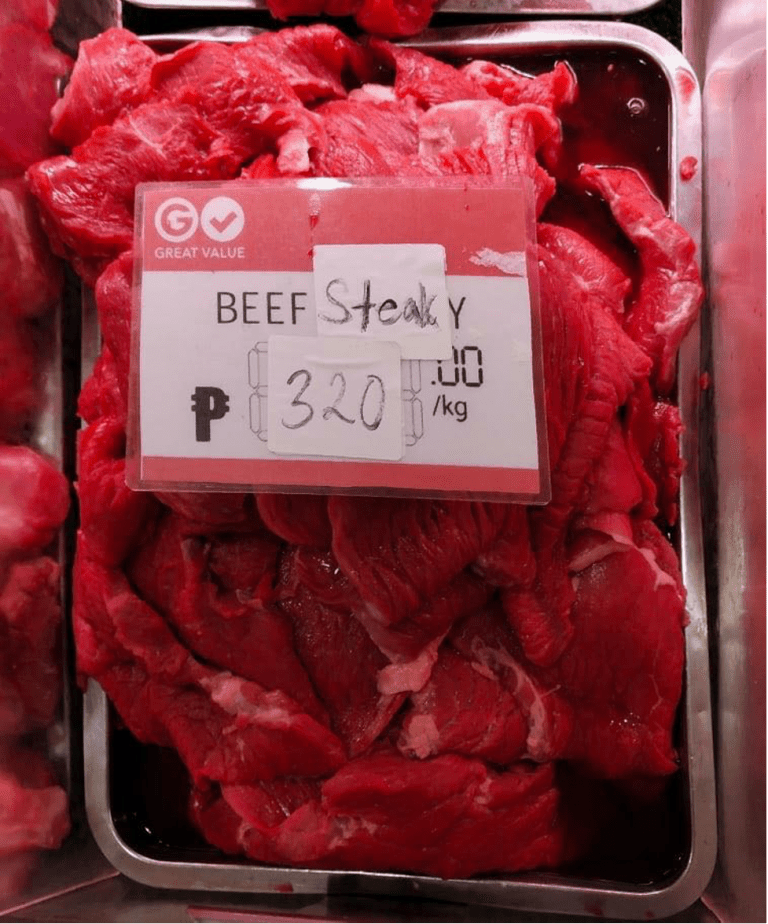 GREAT VALUE
BEEF Steak Y
₱ 320 .00
/kg